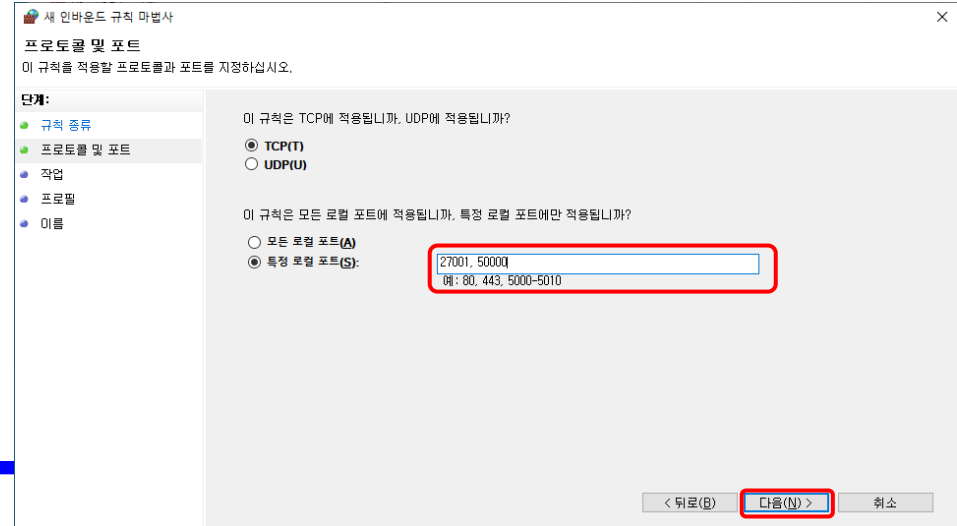 새 인바운드 규칙 마법사
프로토콜 및 포트
이 규칙을 적용할 프로토콜과 포트를 지정하십시오.
단계:
규칙 종류
프로토콜 및 포트
작업
프로필
이름
이 규칙은 TCP에 적용됩니까, UDP에 적용됩니까?
TCP(T)
UDP(U)
이 규칙은 모든 로컬 포트에 적용됩니까, 특정 로컬 포트에만 적용됩니까?
모든 로컬 포트(A)
특정 로컬 포트(S):
27001, 50000
예: 80, 443, 5000-5010
< 뒤로(B)
다음(N) >
취소